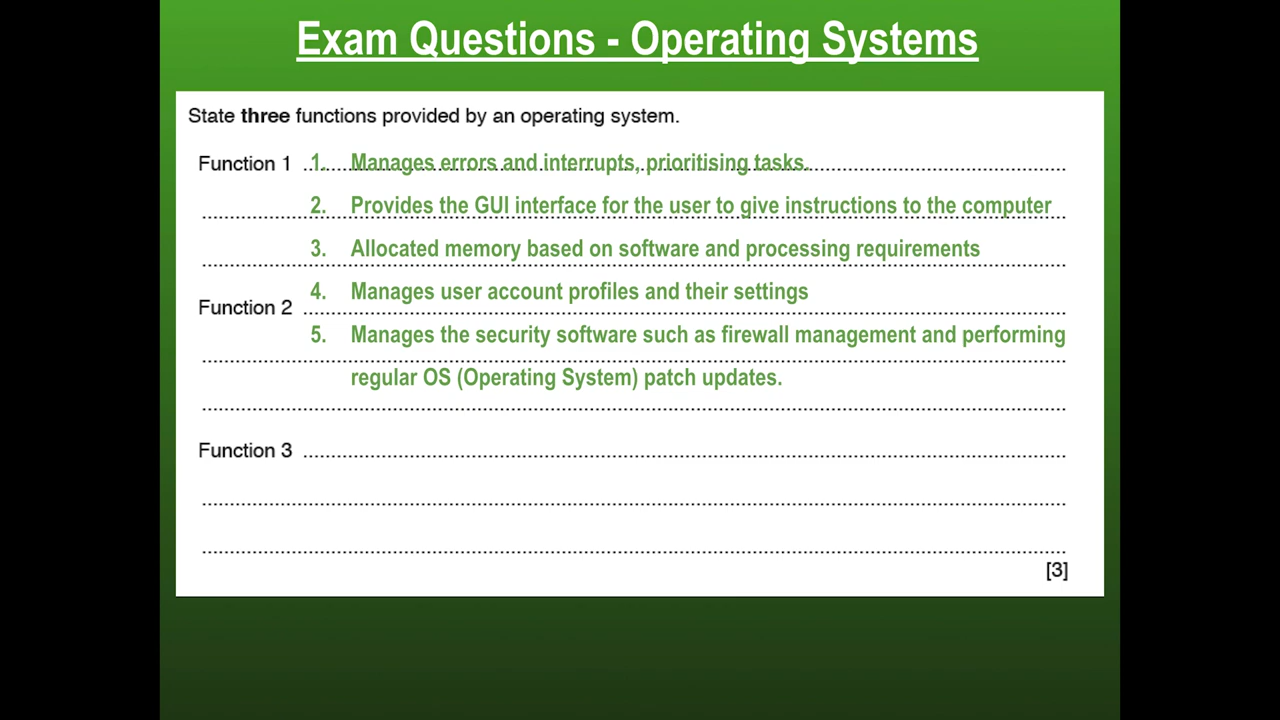 Exam Questions - Operating Systems
State three functions provided by an operating system.
Function 1 1. Manages errors and interrupts, prioritising tasks.
2. Provides the GUI interface for the user to give instructions to the computer
3. Allocated memory based on software and processing requirements
4. Manages user account profiles and their settings
Function 2
5. Manages the security software such as firewall management and performing
regular OS (Operating System) patch updates.
Function 3
[3]